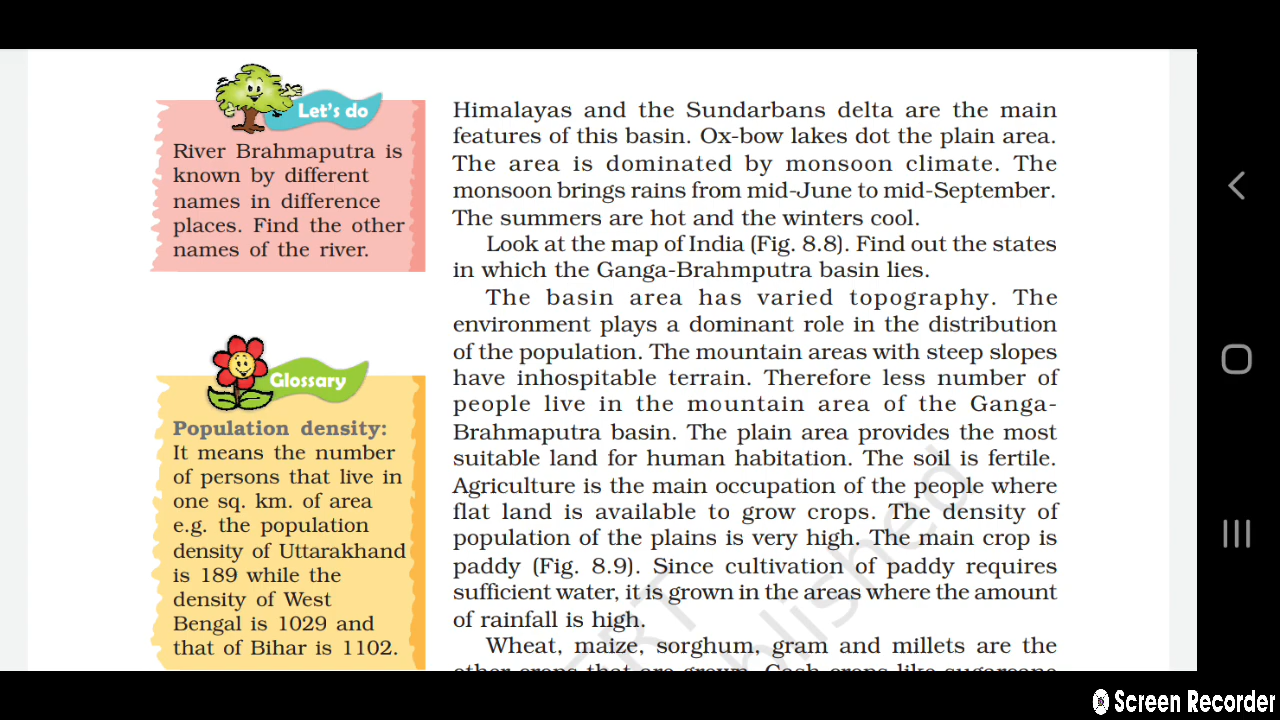 Let's do
River Brahmaputra is
known by different
names in difference
places. Find the other
names of the river.
Glossary
Population density:
It means the number
of persons that live in
one sq. km. of area
e.g. the population
density of Uttarakhand
is 189 while the
density of West
Bengal is 1029 and
that of Bihar is 1102.
Himalayas and the Sundarbans delta are the main
features of this basin. Ox-bow lakes dot the plain area.
The area is dominated by monsoon climate. The
monsoon brings rains from mid-June to mid-September.
The summers are hot and the winters cool.
Look at the map of India (Fig. 8.8). Find out the states
in which the Ganga-Brahmputra basin lies.
The basin area has varied topography. The
environment plays a dominant role in the distribution
of the population. The mountain areas with steep slopes
have inhospitable terrain. Therefore less number of
people live in the mountain area of the Ganga-
Brahmaputra basin. The plain area provides the most
suitable land for human habitation. The soil is fertile.
Agriculture is the main occupation of the people where
flat land is available to grow crops. The density of
population of the plains is very high. The main crop is
paddy (Fig. 8.9). Since cultivation of paddy requires
sufficient water, it is grown in the areas where the amount
of rainfall is high.
Wheat, maize, sorghum, gram and millets are the
other crops that are grown. Cash crops like sugarcane
Screen Recorder